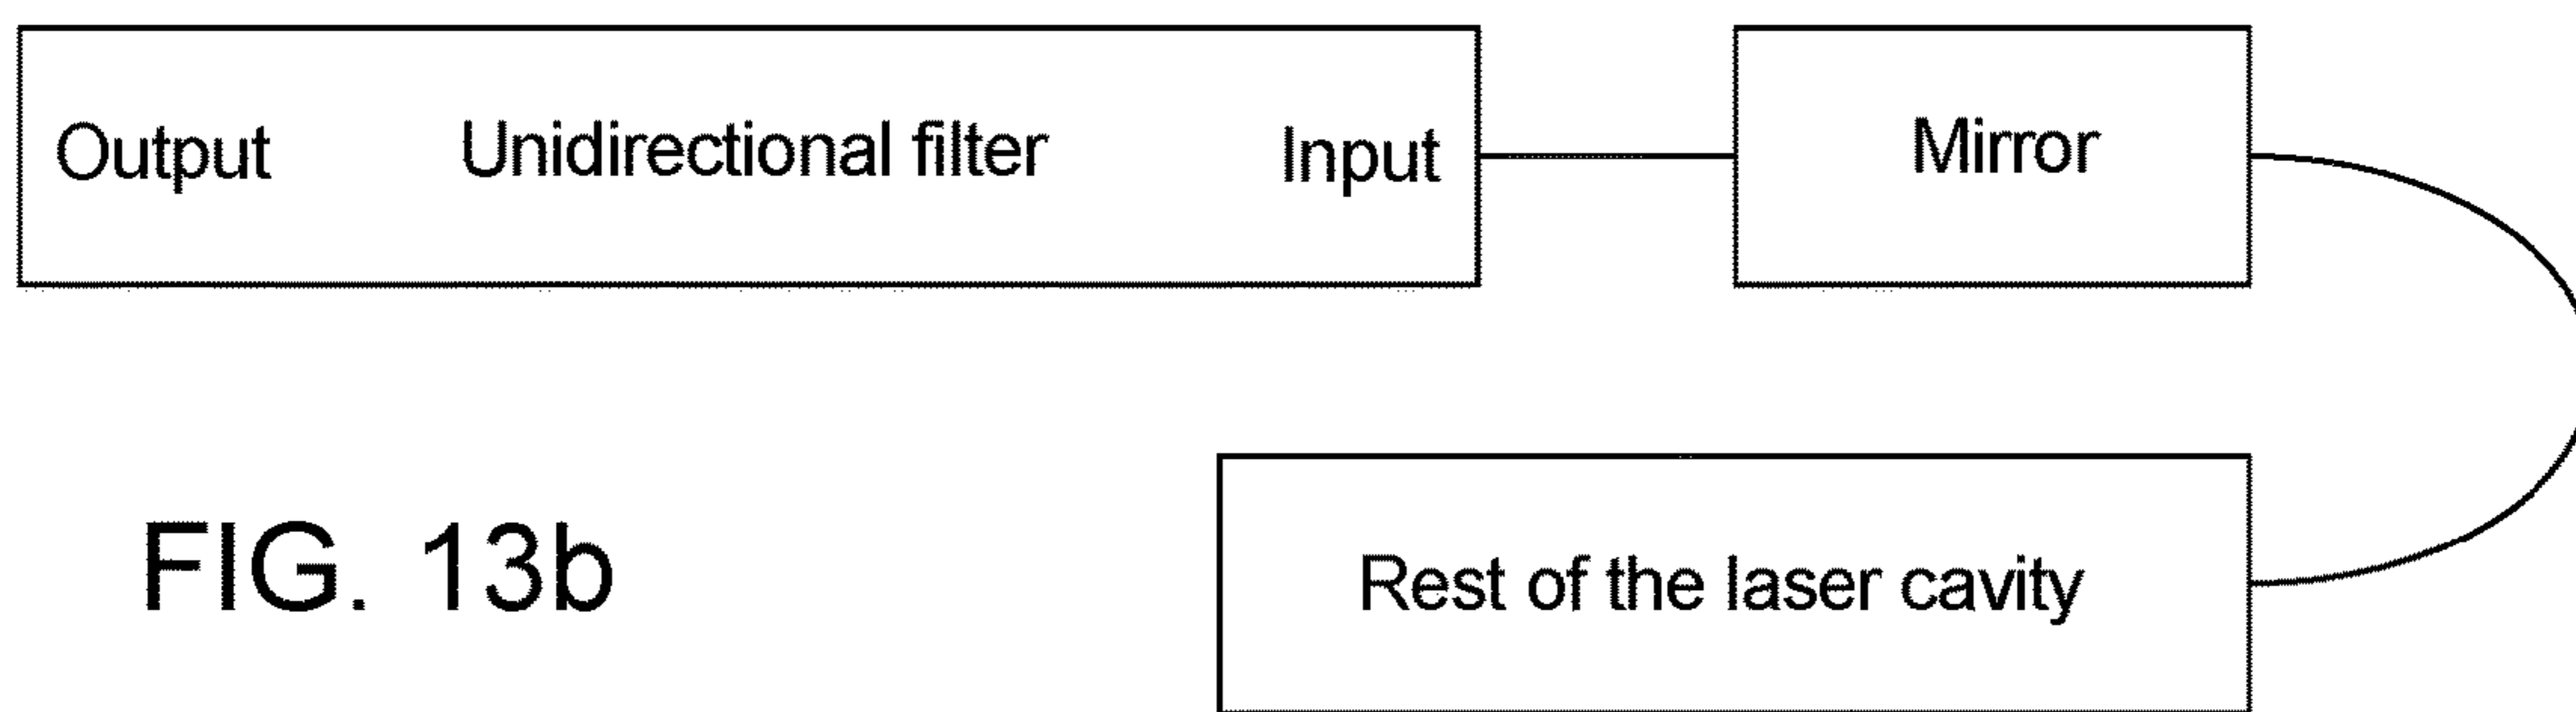 Output Unidirectional filter Input Mirror
Rest of the laser cavity
FIG. 13b